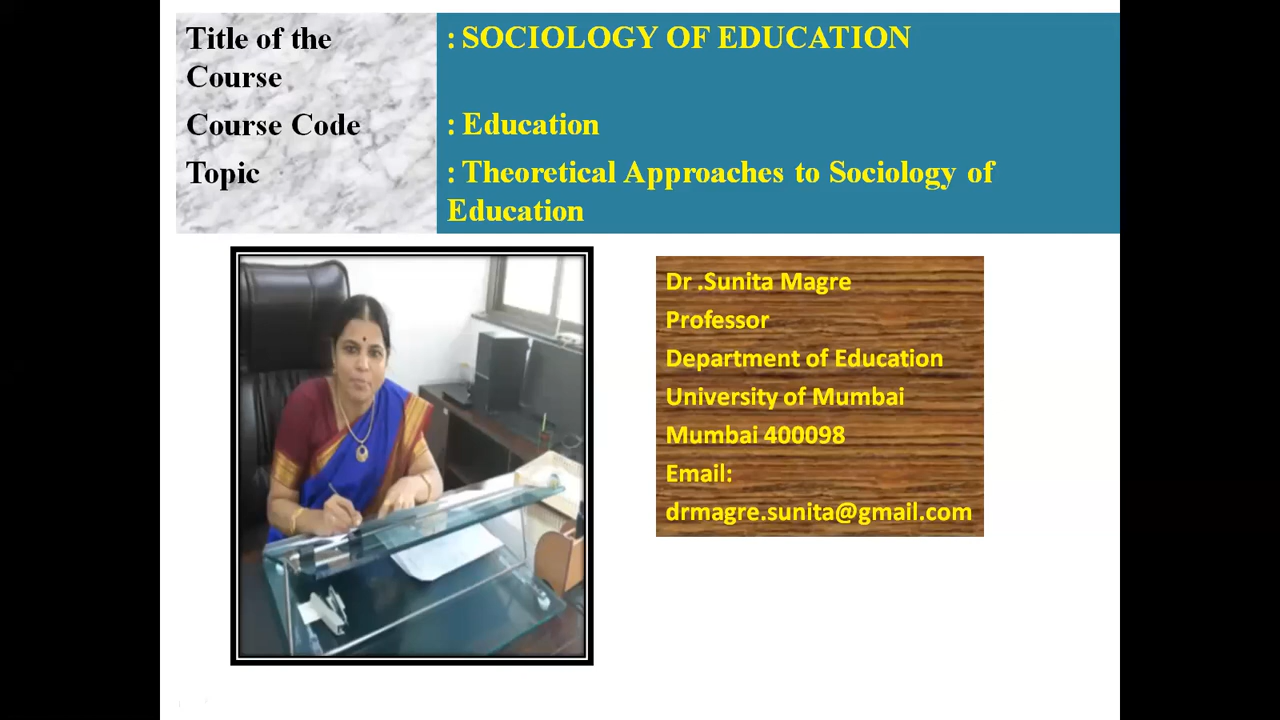 Title of the : SOCIOLOGY OF EDUCATION
Course
Course Code : Education
Topic : Theoretical Approaches to Sociology of
Education
Dr .Sunita Magre
Professor
Department of Education
University of Mumbai
Mumbai 400098
Email:
drmagre.sunita@gmail.com